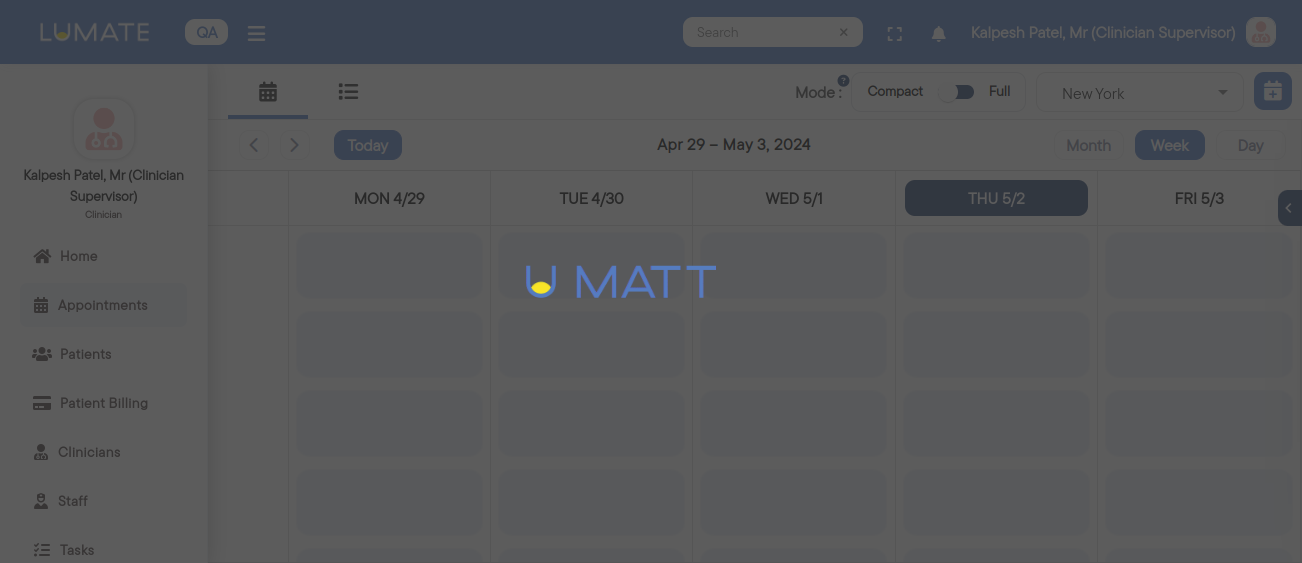 LUMATE
QA
Search
Kalpesh Patel, Mr (Clinician Supervisor)
Mode :
?
Compact
Full
New York
Today
Apr 29 – May 3, 2024
Month
Week
Day
MON 4/29
TUE 4/30
WED 5/1
THU 5/2
FRI 5/3
Kalpesh Patel, Mr (Clinician
Supervisor)
Clinician
Home
Appointments
Patients
Patient Billing
Clinicians
Staff
Tasks
U MATT